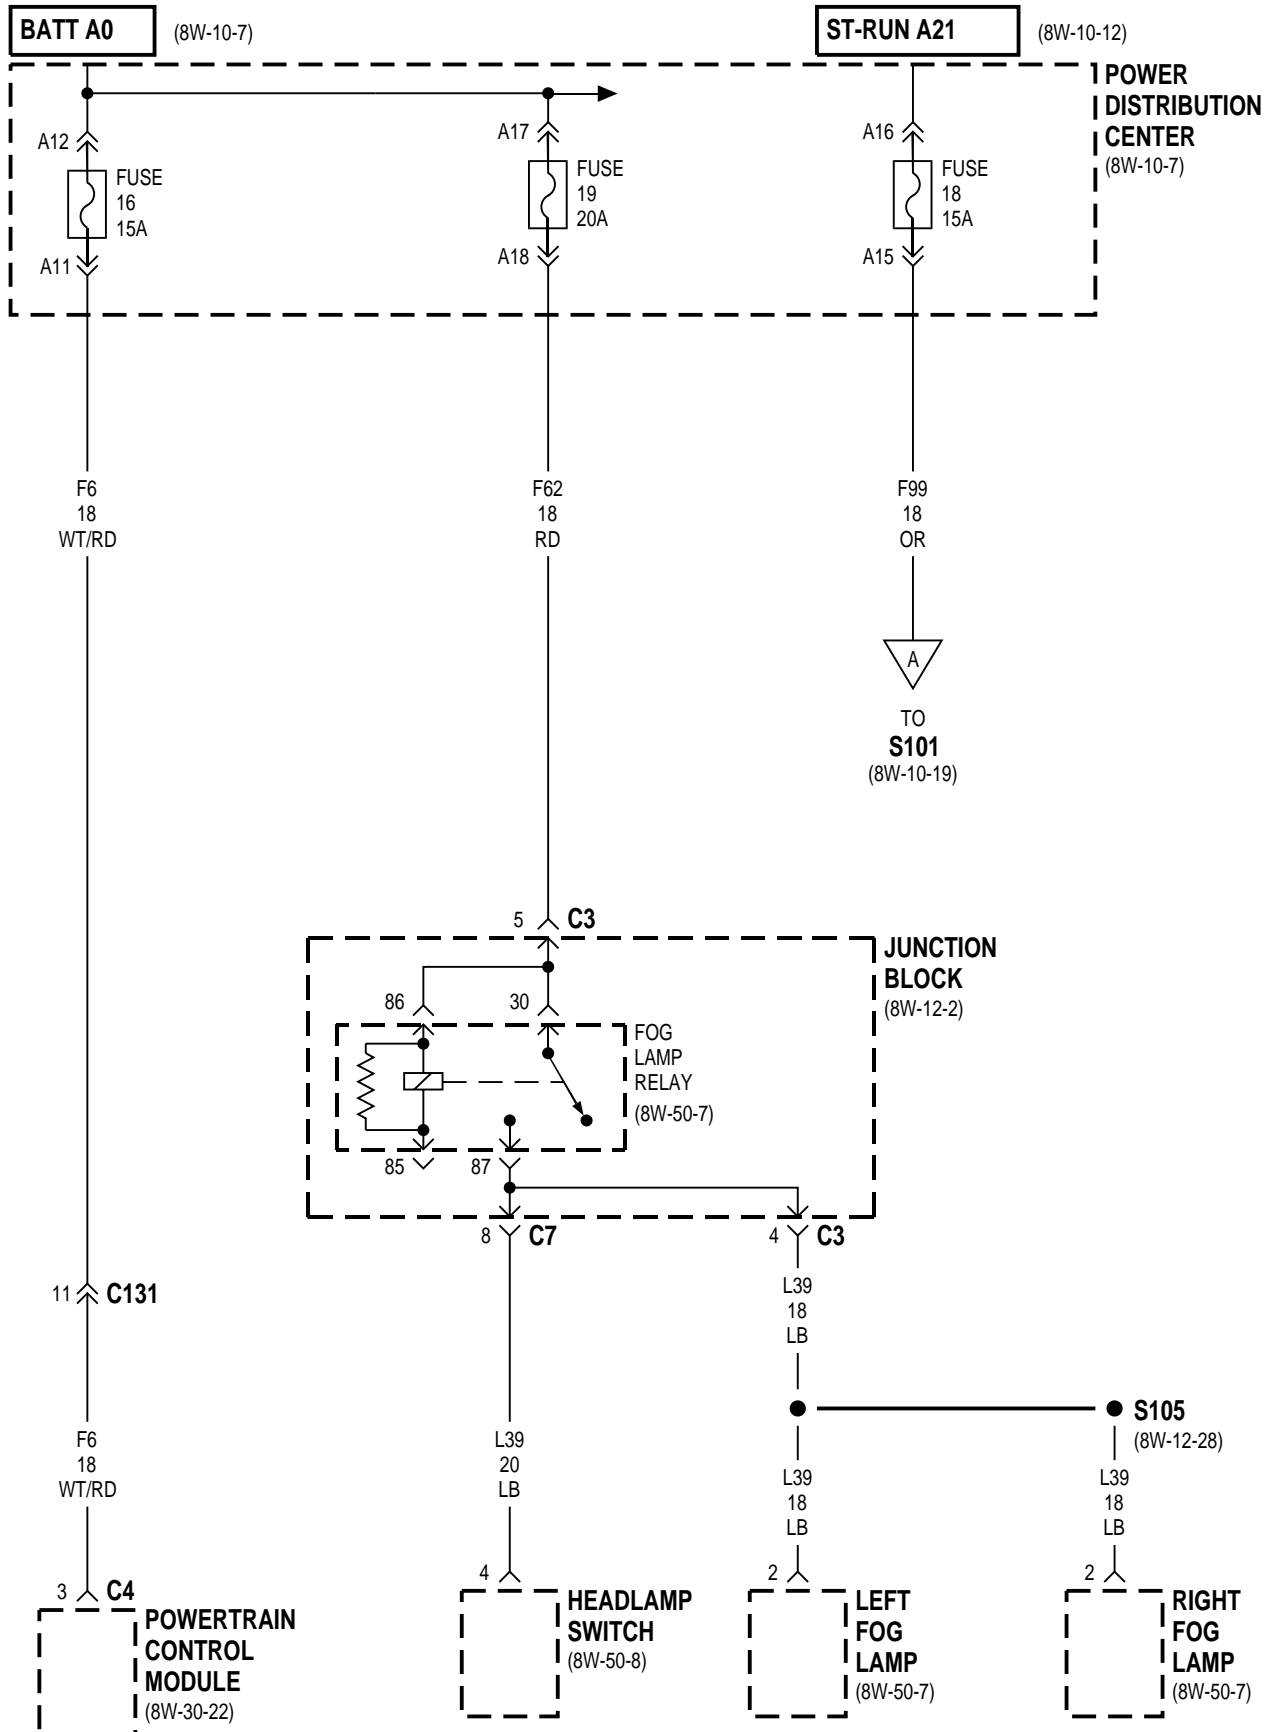 BATT A0
(8W-10-7)
ST-RUN A21
(8W-10-12)
POWER
DISTRIBUTION
CENTER
(8W-10-7)
A12
FUSE
16
15A
A11
A17
FUSE
19
20A
A18
A16
FUSE
18
15A
A15
F6
18
WT/RD
F62
18
RD
F99
18
OR
A
TO
S101
(8W-10-19)
5
C3
JUNCTION
BLOCK
(8W-12-2)
86
30
FOG
LAMP
RELAY
(8W-50-7)
85
87
8
C7
4
C3
11
C131
L39
18
LB
S105
(8W-12-28)
F6
18
WT/RD
L39
20
LB
L39
18
LB
L39
18
LB
3
C4
POWERTRAIN
CONTROL
MODULE
(8W-30-22)
4
HEADLAMP
SWITCH
(8W-50-8)
2
LEFT
FOG
LAMP
(8W-50-7)
2
RIGHT
FOG
LAMP
(8W-50-7)